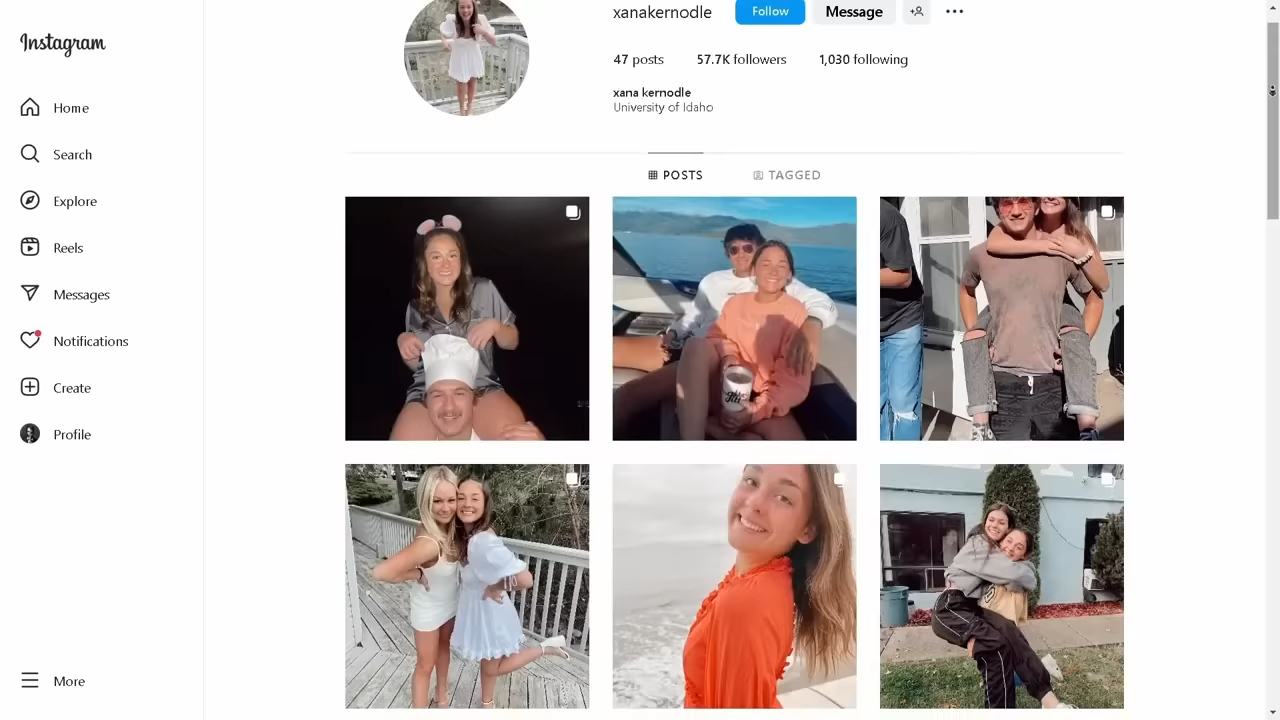 Instagram
Home
Search
Explore
Reels
Messages
Notifications
Create
Profile
More
xanakernodle Follow Message
47 posts 57.7K followers 1,030 following
xana kernodle
University of Idaho
POSTS TAGGED